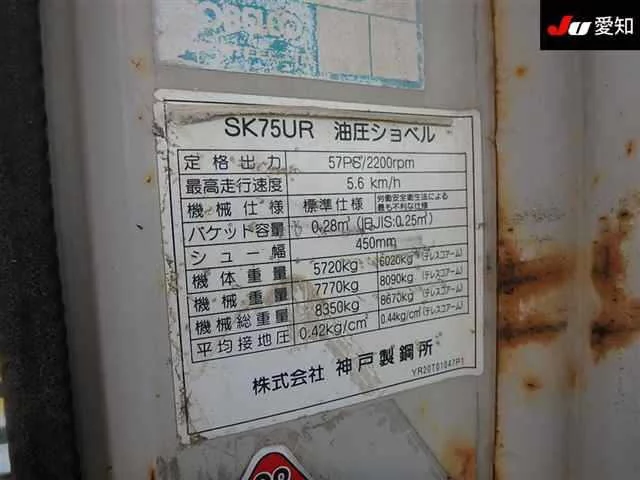 JU 愛知
KOBELCO
SK75UR 油圧ショベル
定格出力 57PS/2200rpm
最高走行速度 5.6 km/h
機械仕様 標準仕様 労働安全衛生法による最も不利な仕様
バケット容量 0.28m³ (旧JIS:0.25m³)
シュー幅 450mm
機体重量 5720kg 6020kg (テレスコアーム)
機械重量 7770kg 8090kg (テレスコアーム)
機械総重量 8350kg 8670kg (テレスコアーム)
平均接地圧 0.42kg/cm² 0.44kg/cm² (テレスコアーム)
株式会社 神戸製鋼所
YR20T01047P1